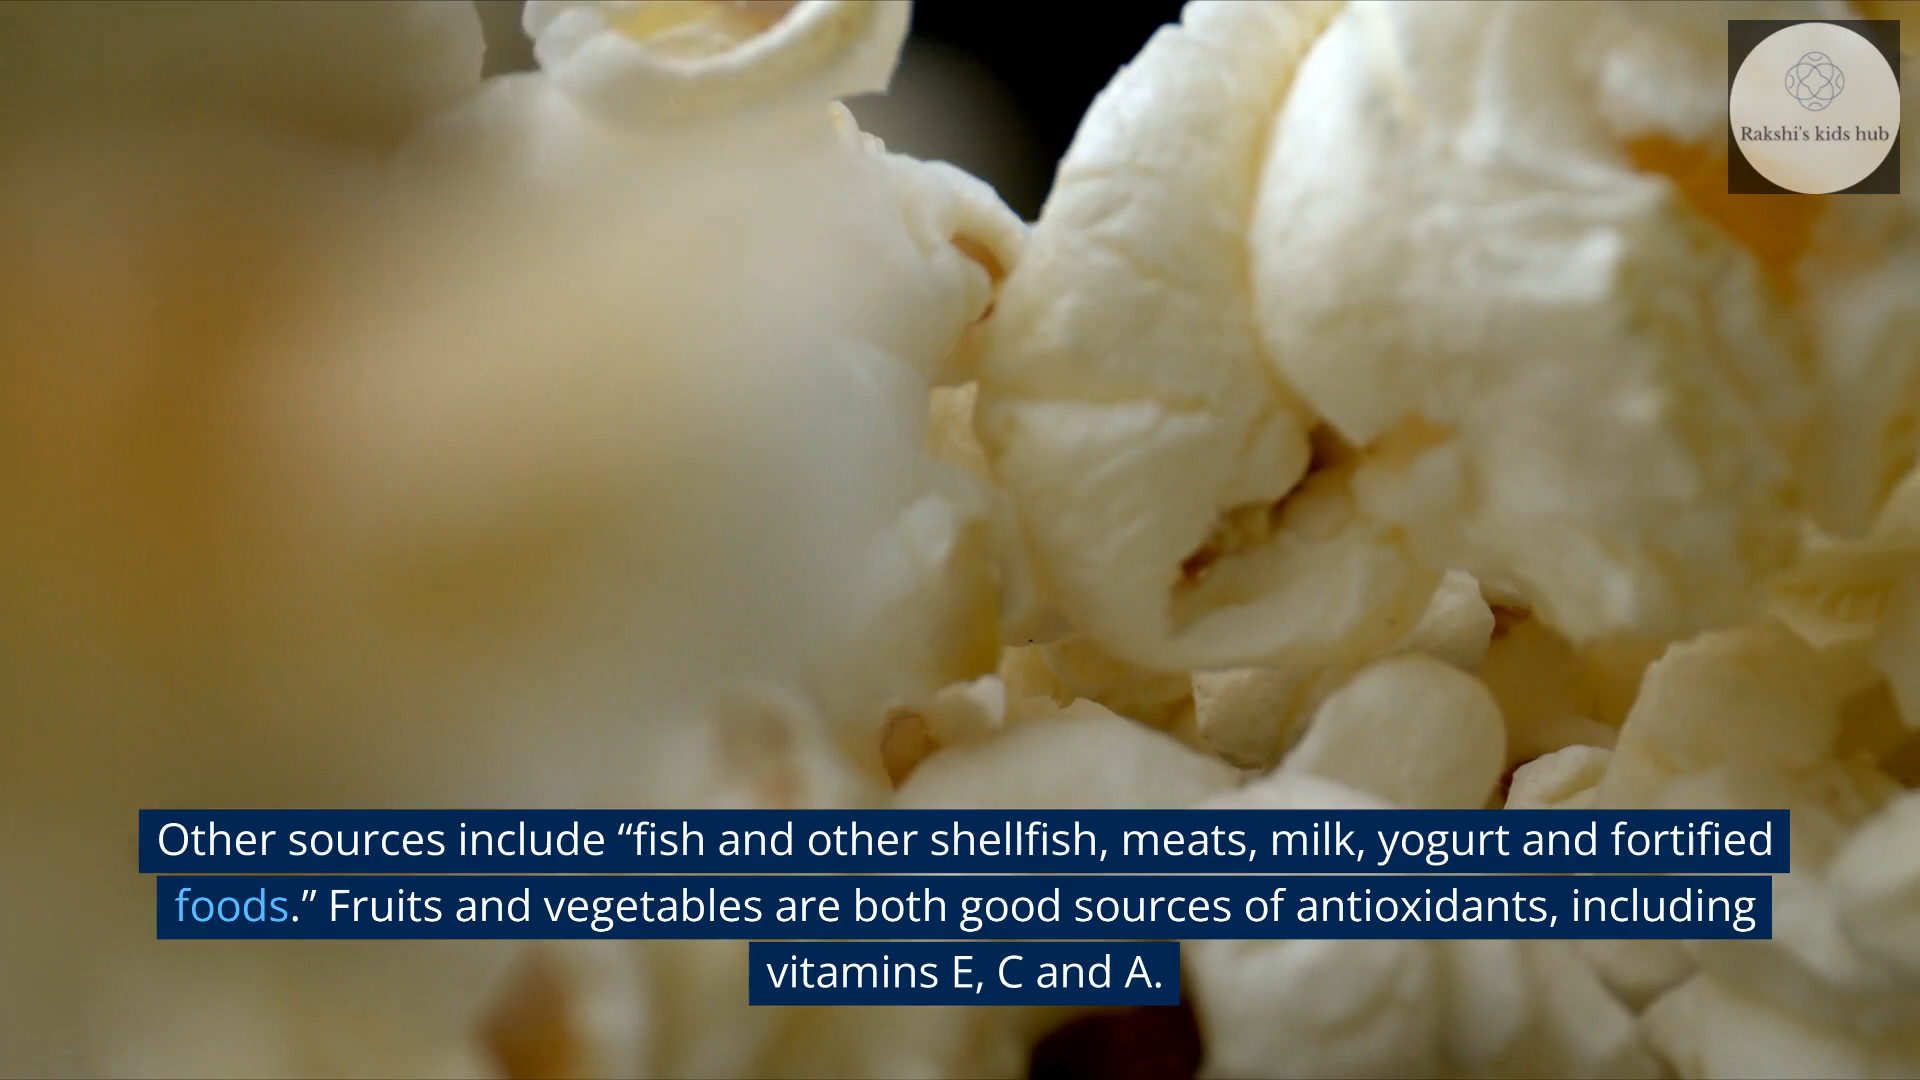 Rakshi's kids hub
Other sources include “fish and other shellfish, meats, milk, yogurt and fortified
foods.” Fruits and vegetables are both good sources of antioxidants, including
vitamins E, C and A.